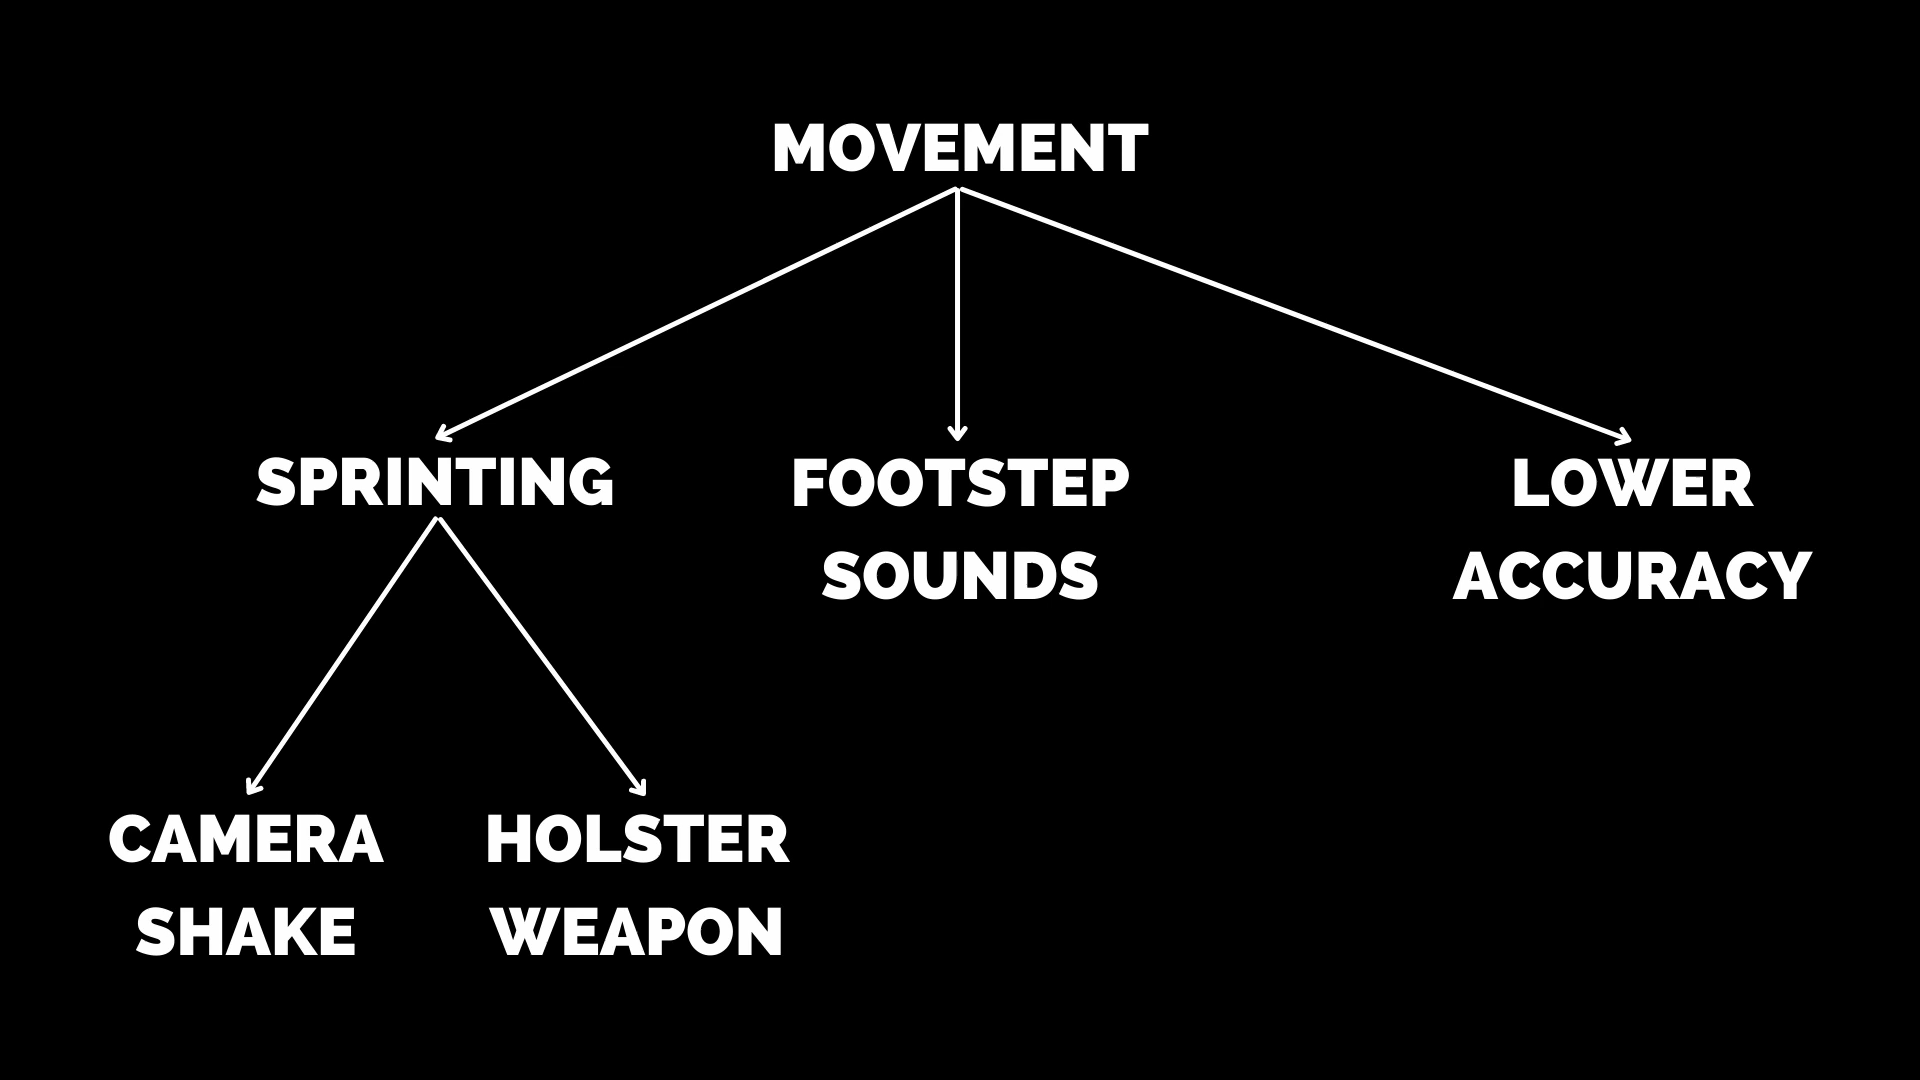 MOVEMENT
SPRINTING
FOOTSTEP
SOUNDS
LOWER
ACCURACY
CAMERA
SHAKE
HOLSTER
WEAPON